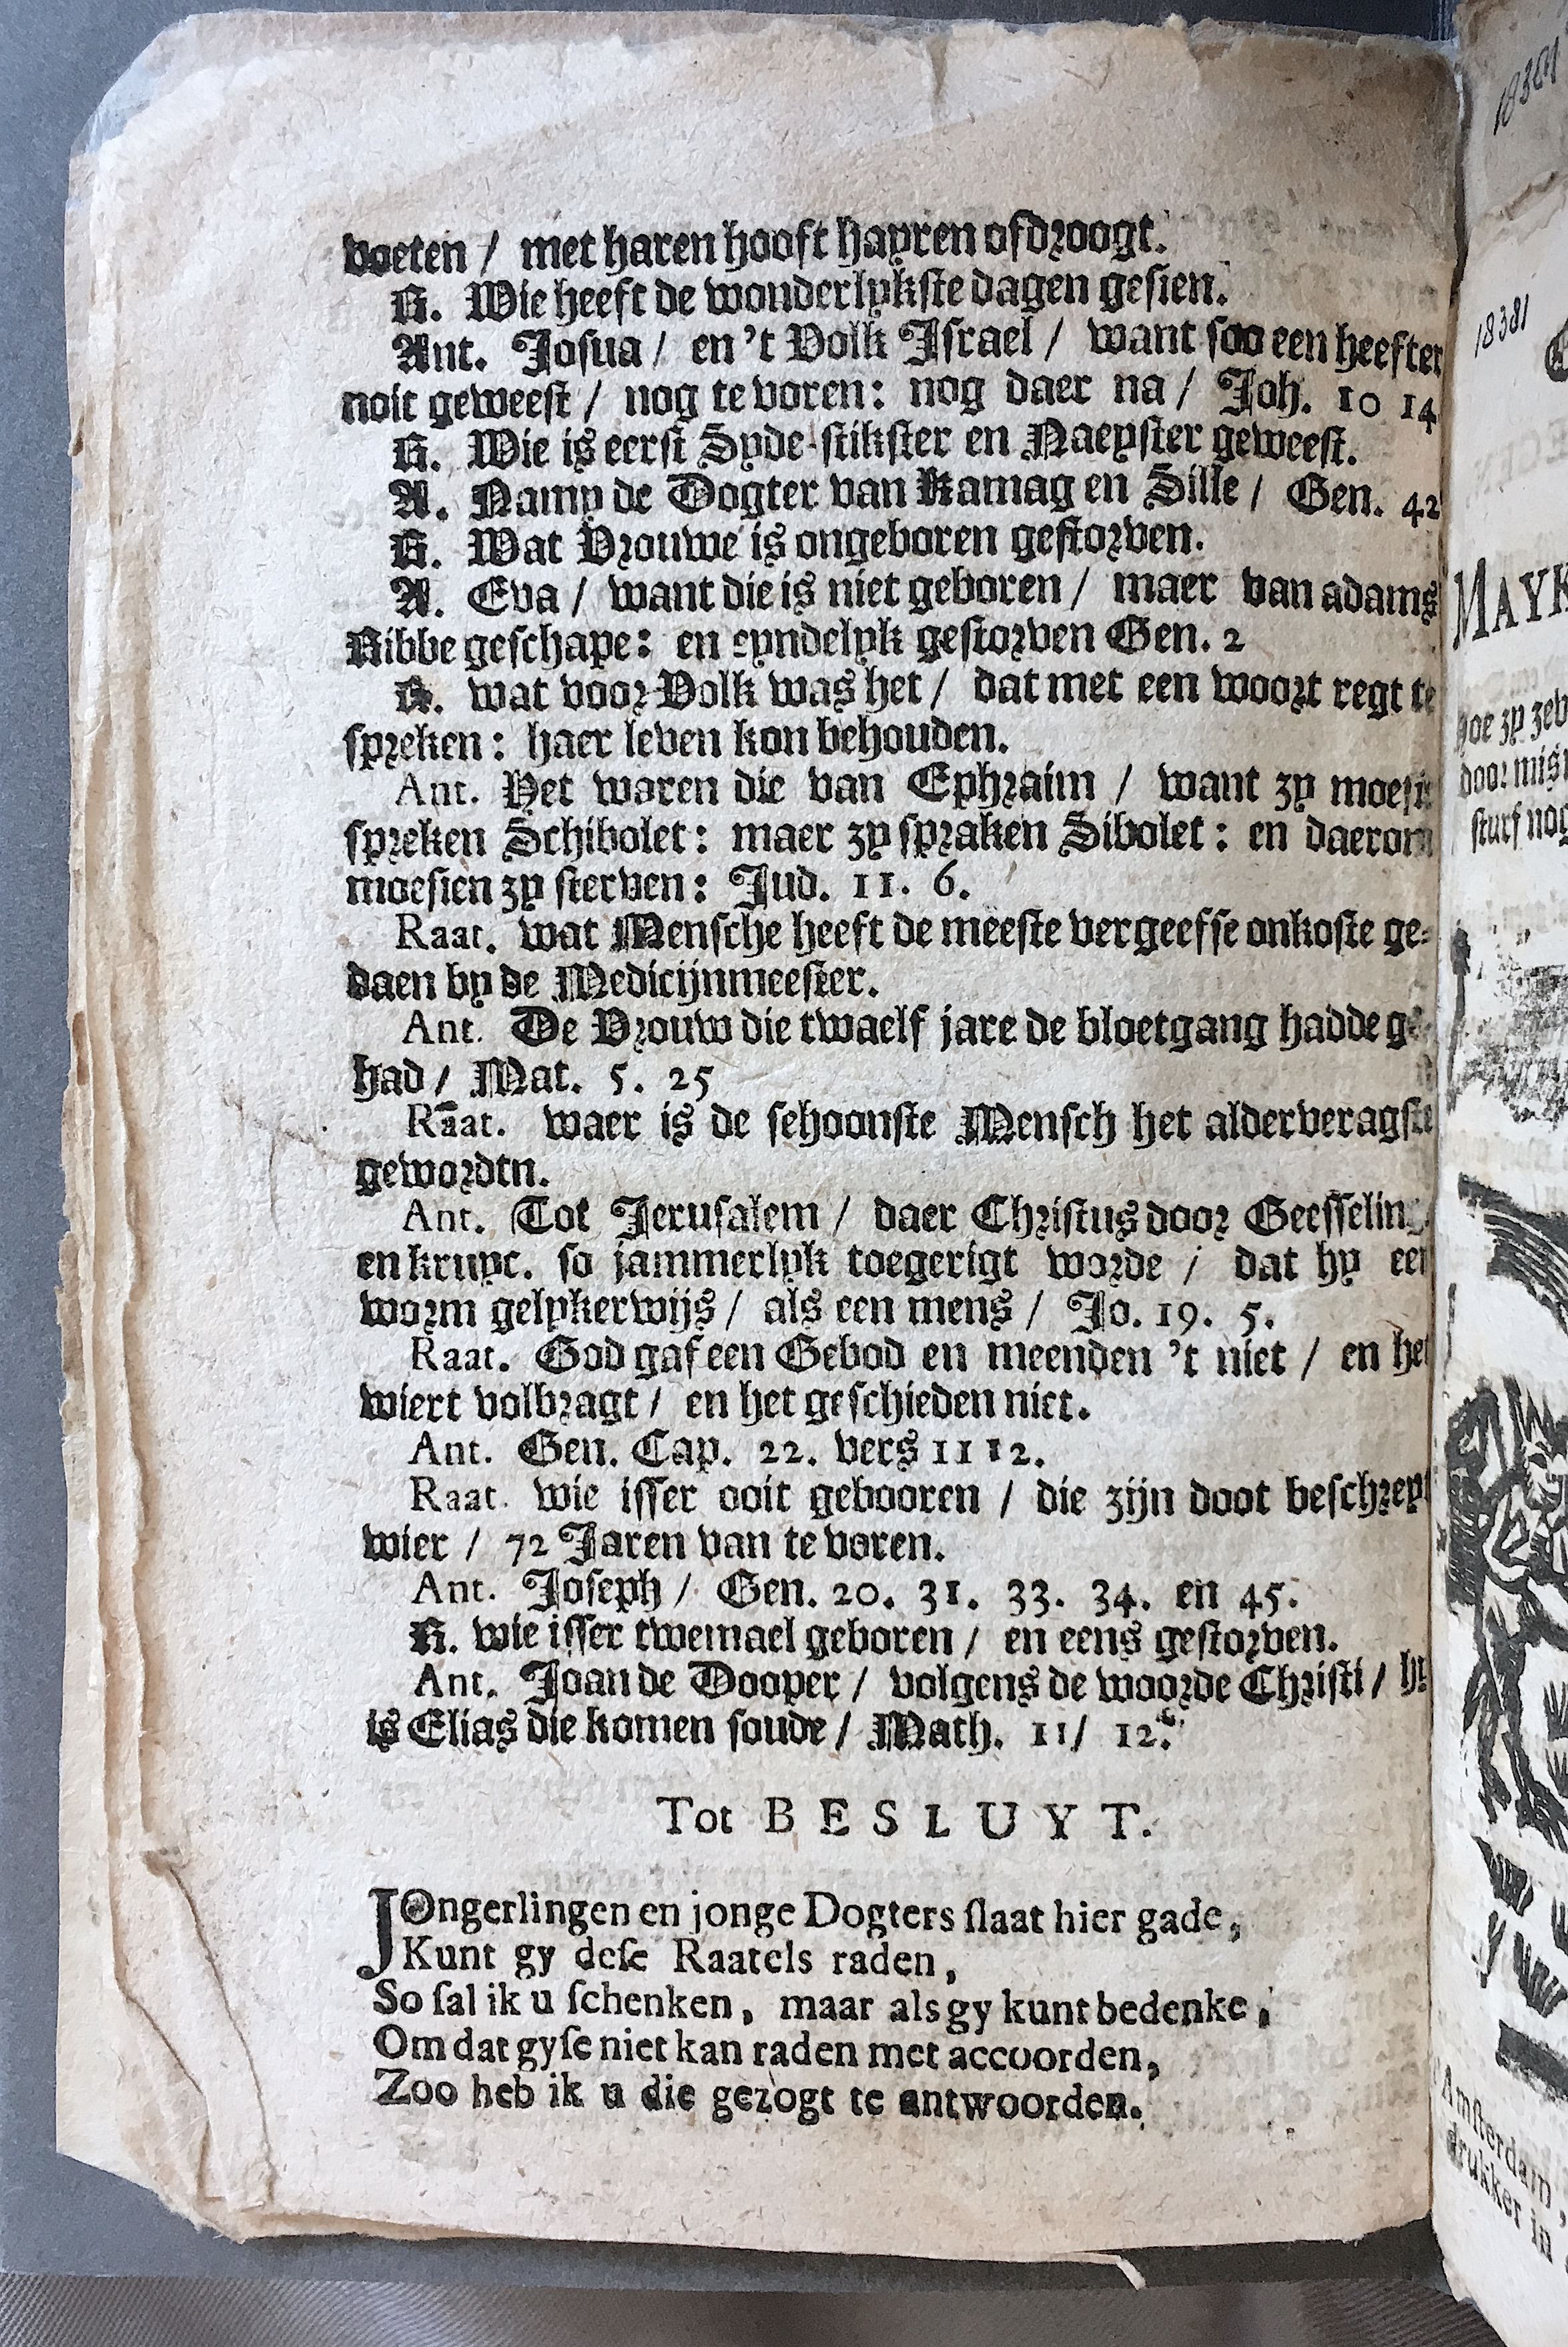 voeten / met haren hooft hayren ofdroogt.
R. Wie heeft de wonderlykste dagen gesien.
Ant. Josua / en 't Volk Israel / want soo een heefter
noit geweest / nog te voren: nog daer na / Joh. 10 14
R. Wie is eerst Syde-stikster en Naeyster geweest.
A. Namy de Dogter van Kamag en Sille / Gen. 42
R. Wat Vrouwe is ongeboren gestorven.
A. Eva / want die is niet geboren / maer van adams
Ribbe geschape: en eyndelyk gestorven Gen. 2
R. wat voor Volk was het / dat met een woort regt te
spreken: haer leven kon behouden.
Ant. Het waren die van Ephraim / want zy
spreken Schibolet: maer zy spraken Sibolet: en daerom
moesten zy sterven: Jud. 11. 6.
Raat. wat Mensche heeft de meeste vergeefse onkoste ge-
daen by de Medicijnmeester.
Ant. De Vrouw die twaelf jare de bloetgang hadde ge-
had / Mat. 5. 25
Raat. waer is de sehoonste Mensch het alderveragste
gewordtn.
Ant. Tot Jerusalem / daer Christus door Geesseling
en kruyc. so jammerlyk toegerigt worde / dat hy een
worm gelykerwijs / als een mens / Jo. 19. 5.
Raat. God gaf een Gebod en meenden 't niet / en het
wiert volbragt / en het geschieden niet.
Ant. Gen. Cap. 22. vers 11 12.
Raat. wie isser ooit gebooren / die zijn doot
wier / 72 Jaren van te voren.
Ant. Joseph / Gen. 20. 31. 33. 34. en 45.
R. wie isser twemael geboren / en eens gestorven.
Ant. Joan de Dooper / volgens de woorde Christi / hy
is Elias die komen soude / Math. 11/ 12.

Tot BESLUYT.

JOngerlingen en jonge Dogters slaat hier gade,
Kunt gy dese Raatels raden,
So sal ik u schenken, maar als gy kunt bedenke,
Om dat gyse niet kan raden met accoorden,
Zoo heb ik u die gezogt te antwoorden.
18381